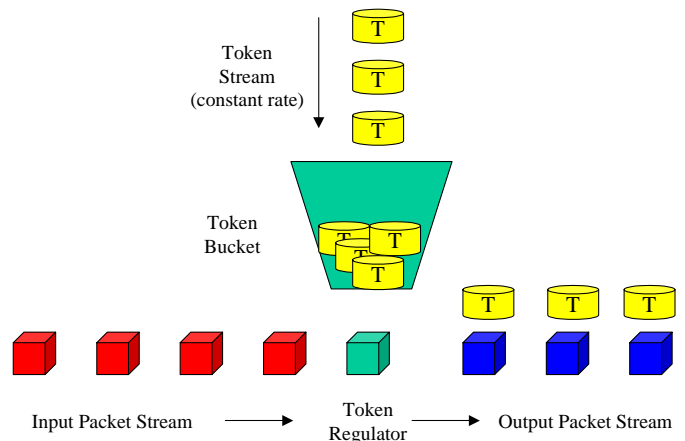 T
Token
Stream
(constant rate)
T
T
Token
Bucket
T
T
T
T
T
T
T
Input Packet Stream
Token
Regulator
Output Packet Stream